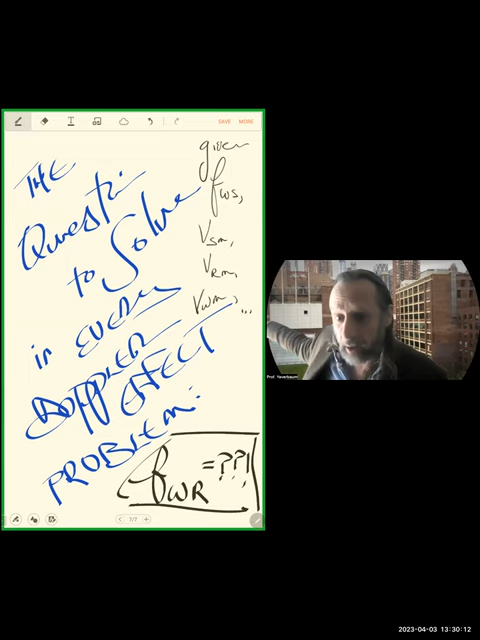 SAVE MORE
THE
Question
to Solve
in EVERY
DOPPLER
EFFECT
PROBLEM:
given
fws,
Vsm,
VRm,
Vwm, ...
fWR = ??!
7/7
Prof. Yaverbaum
2023-04-03 13:30:12